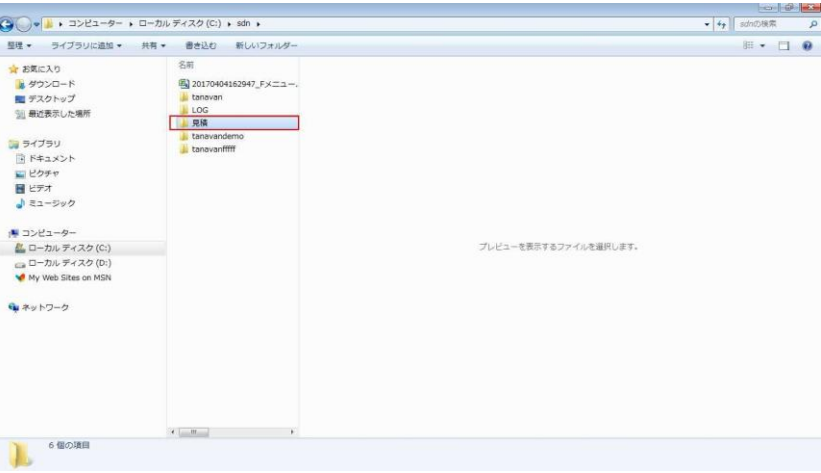 コンピューター ▸ ローカル ディスク (C:) ▸ sdn ▸
sdnの検索
整理 ▼ ライブラリに追加 ▼ 共有 ▼ 書き込む 新しいフォルダー
お気に入り
ダウンロード
デスクトップ
最近表示した場所
ライブラリ
ドキュメント
ピクチャ
ビデオ
ミュージック
コンピューター
ローカル ディスク (C:)
ローカル ディスク (D:)
My Web Sites on MSN
ネットワーク
名前
20170404162947_Fメニュー.
tanavan
LOG
見積
tanavandemo
tanavanfffff
プレビューを表示するファイルを選択します。
6 個の項目